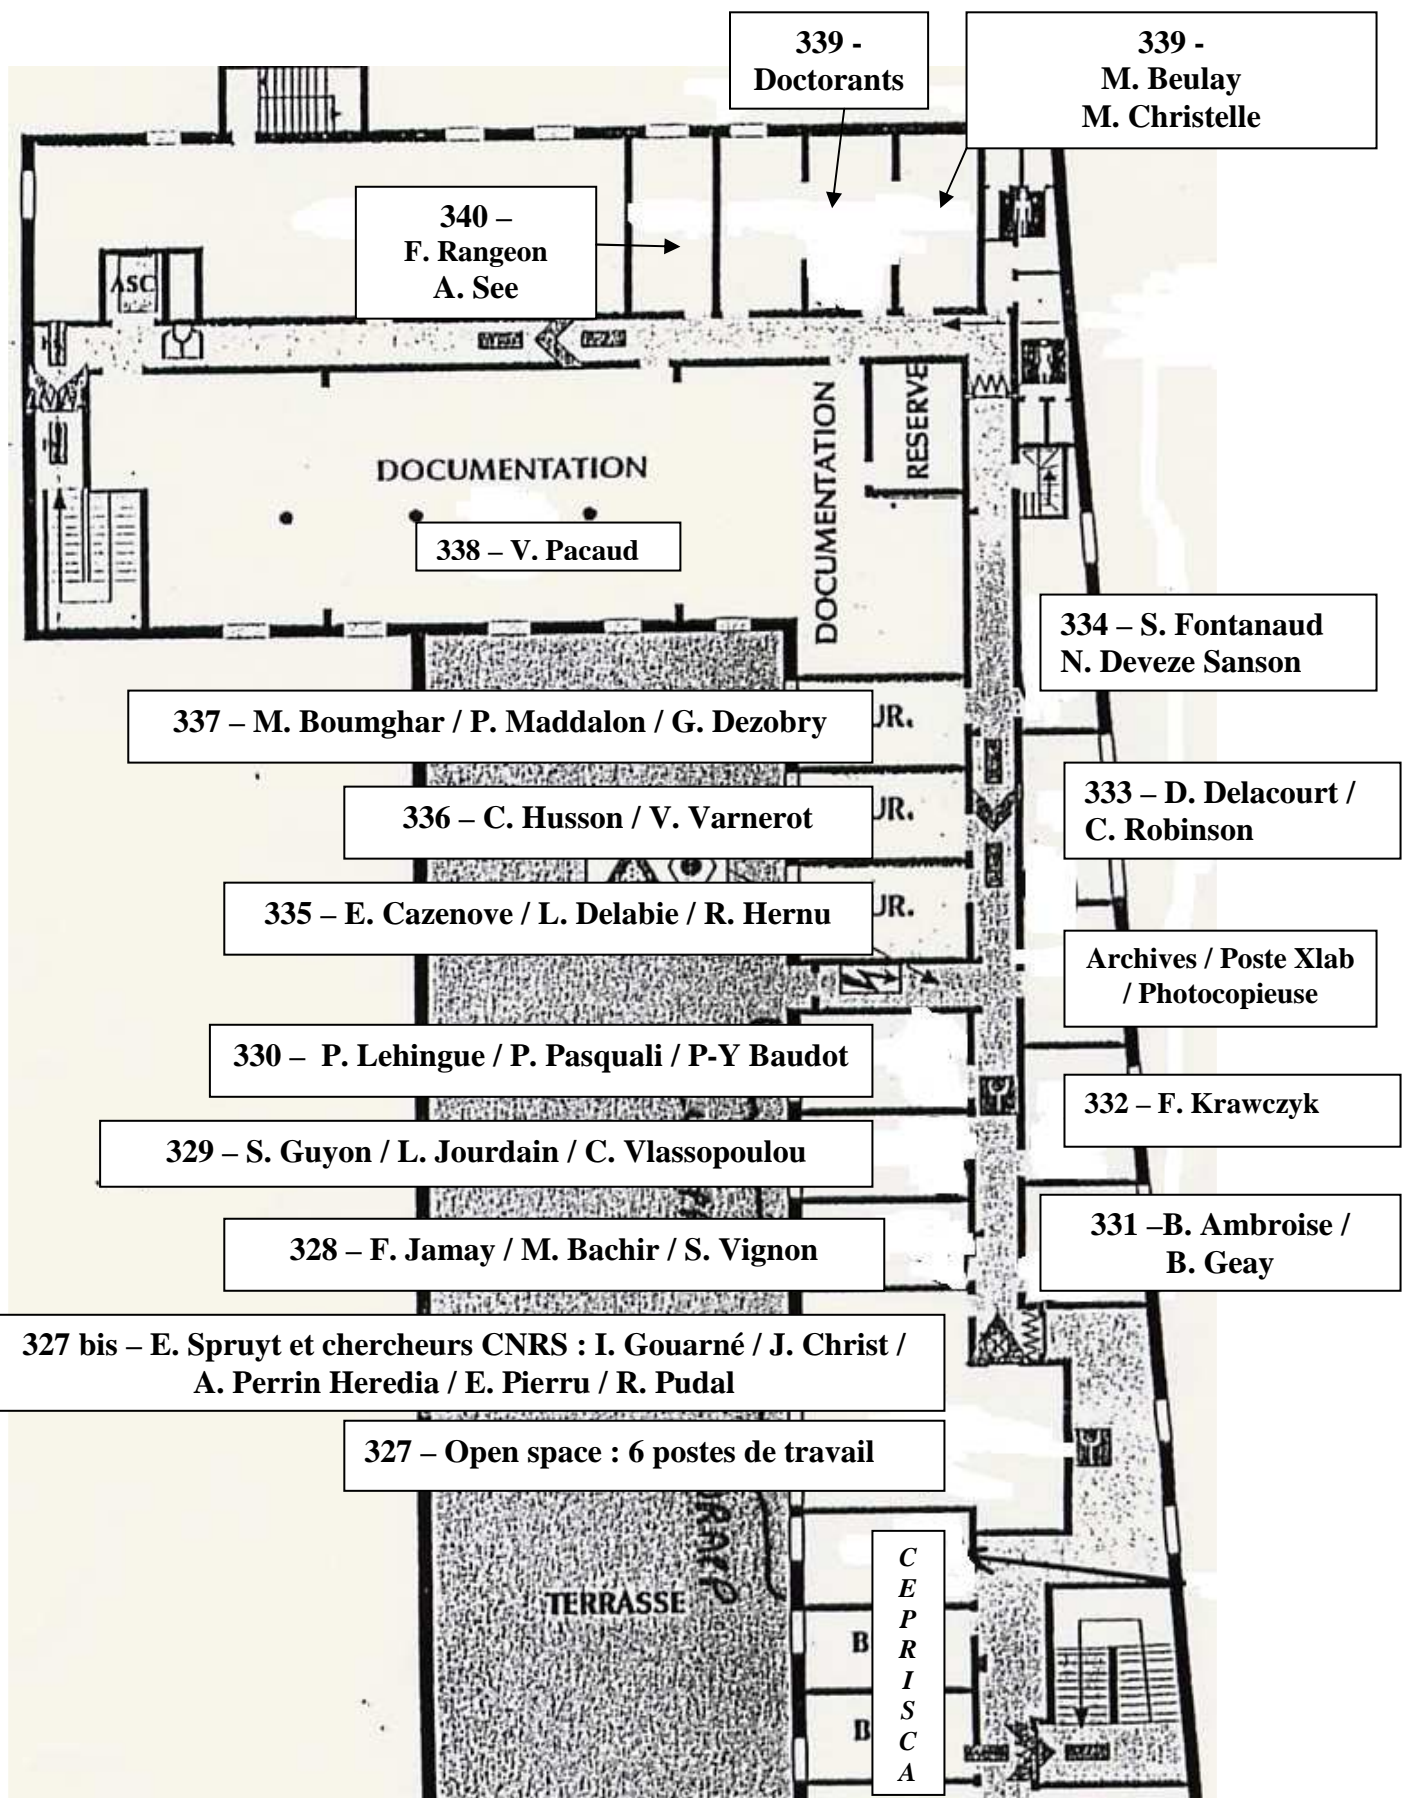 339 -
Doctorants
339 -
M. Beulay
M. Christelle
340 –
F. Rangeon
A. See
ASC
DOCUMENTATION
DOCUMENTATION
RESERVE
338 – V. Pacaud
334 – S. Fontanaud
N. Deveze Sanson
337 – M. Boumghar / P. Maddalon / G. Dezobry
UR.
333 – D. Delacourt /
C. Robinson
336 – C. Husson / V. Varnerot
UR.
335 – E. Cazenove / L. Delabie / R. Hernu
UR.
Archives / Poste Xlab
/ Photocopieuse
330 – P. Lehingue / P. Pasquali / P-Y Baudot
332 – F. Krawczyk
329 – S. Guyon / L. Jourdain / C. Vlassopoulou
331 –B. Ambroise /
B. Geay
328 – F. Jamay / M. Bachir / S. Vignon
327 bis – E. Spruyt et chercheurs CNRS : I. Gouarné / J. Christ /
A. Perrin Heredia / E. Pierru / R. Pudal
327 – Open space : 6 postes de travail
TERRASSE
C
E
P
R
I
S
C
A
B
B